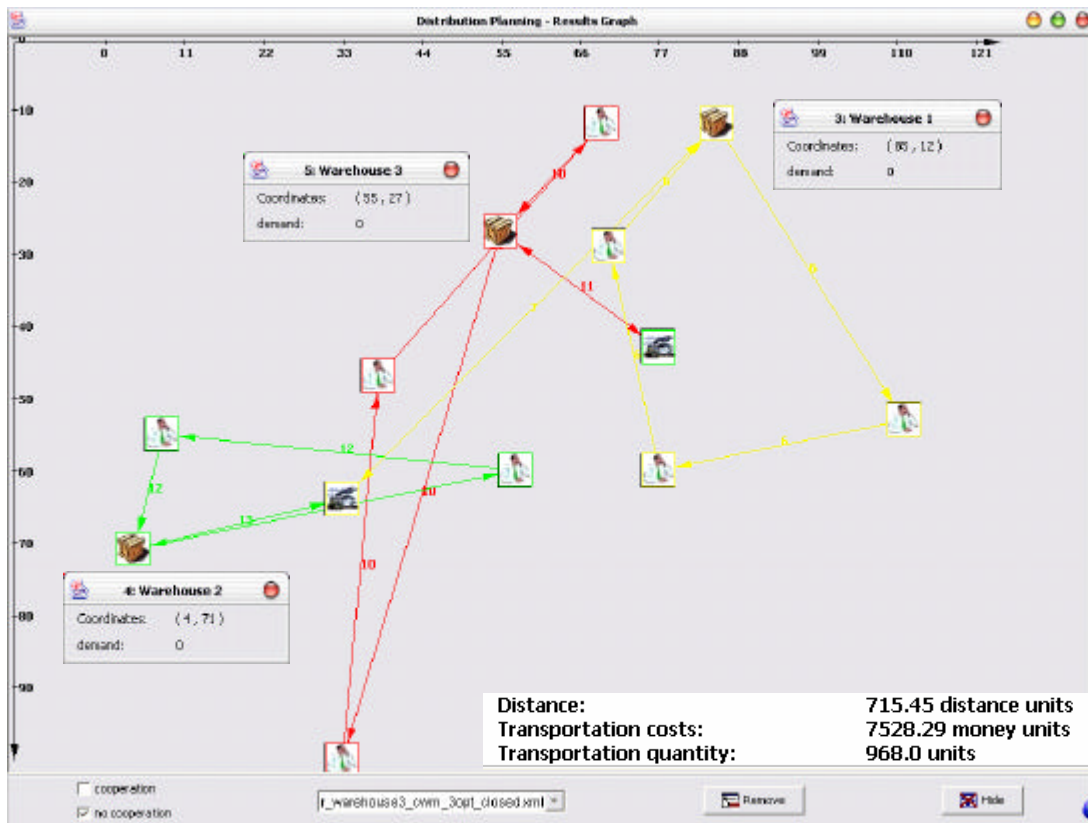 Distribution Planning - Results Graph
0 11 22 33 44 55 66 77 88 99 110 121
0
10
20
30
40
50
60
70
80
90
3: Warehouse 1
Coordinates: (85,12)
demand: 0
5: Warehouse 3
Coordinates: (55,27)
demand: 0
10
11
10
10
12
12
13
4: Warehouse 2
Coordinates: (4,71)
demand: 0
Distance: 715.45 distance units
Transportation costs: 7528.29 money units
Transportation quantity: 968.0 units
cooperation
no cooperation
r_warehouse3_cwm_3opt_closed.xml
Remove
Hide